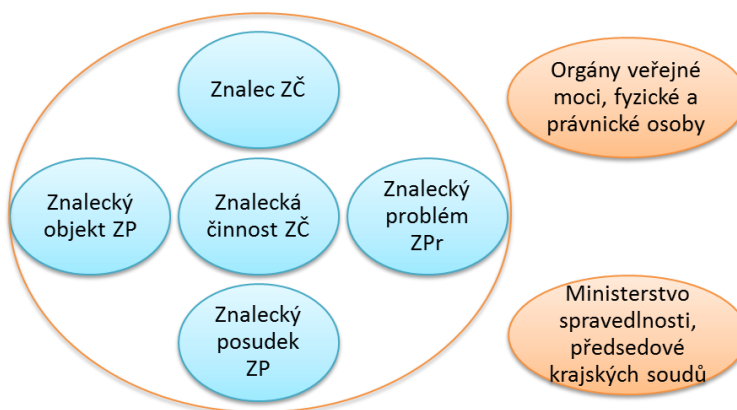 Znalec ZČ
Orgány veřejné
moci, fyzické a
právnické osoby
Znalecký
objekt ZP
Znalecká
činnost ZČ
Znalecký
problém
ZPr
Znalecký
posudek
ZP
Ministerstvo
spravedlnosti,
předsedové
krajských soudů